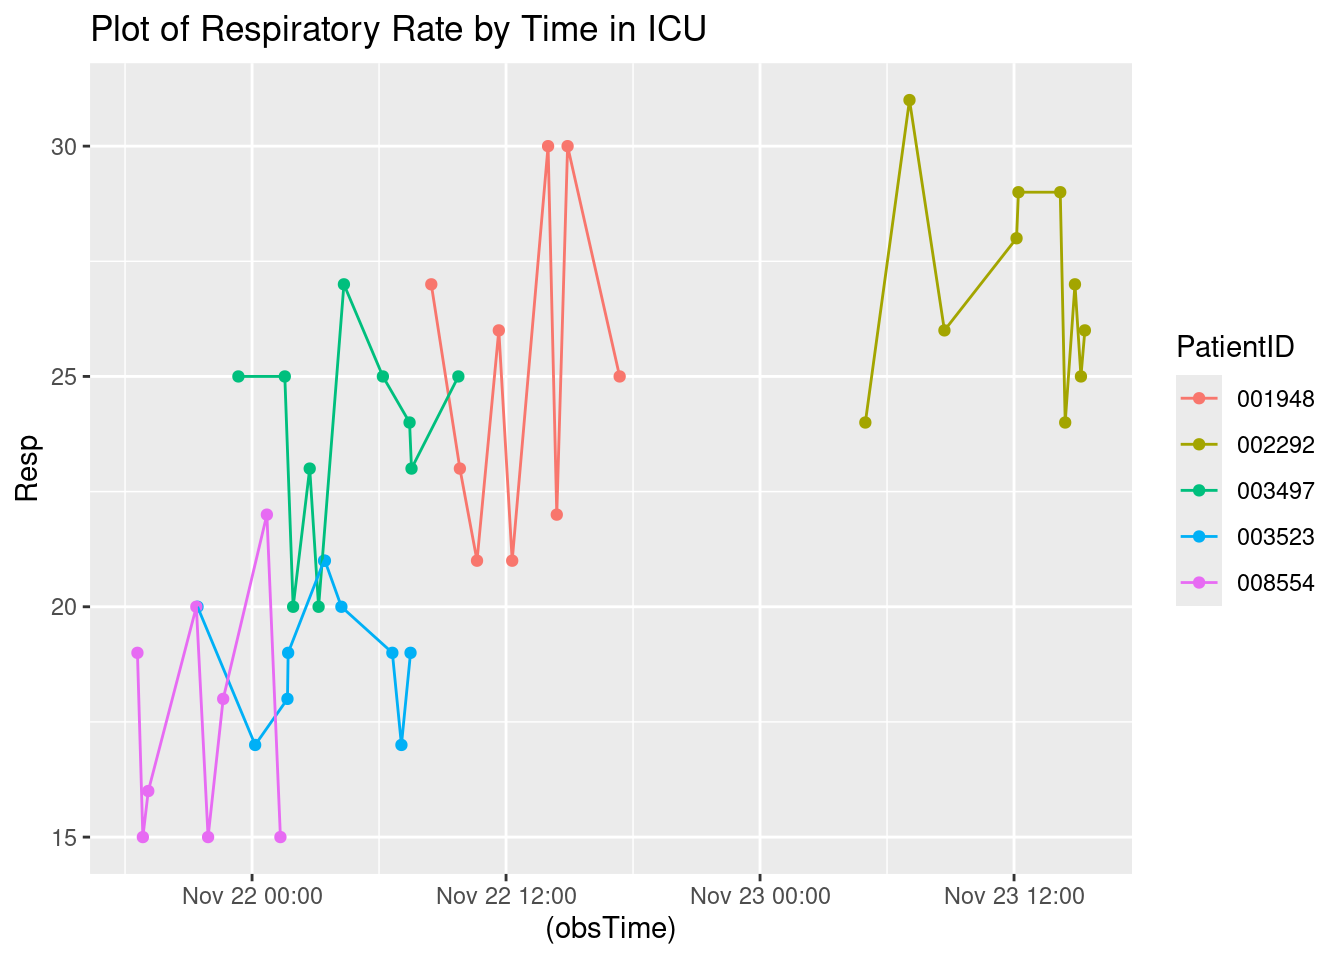 Plot of Respiratory Rate by Time in ICU
Resp
30
25
20
15
Nov 22 00:00
Nov 22 12:00
Nov 23 00:00
Nov 23 12:00
(obsTime)
PatientID
001948
002292
003497
003523
008554